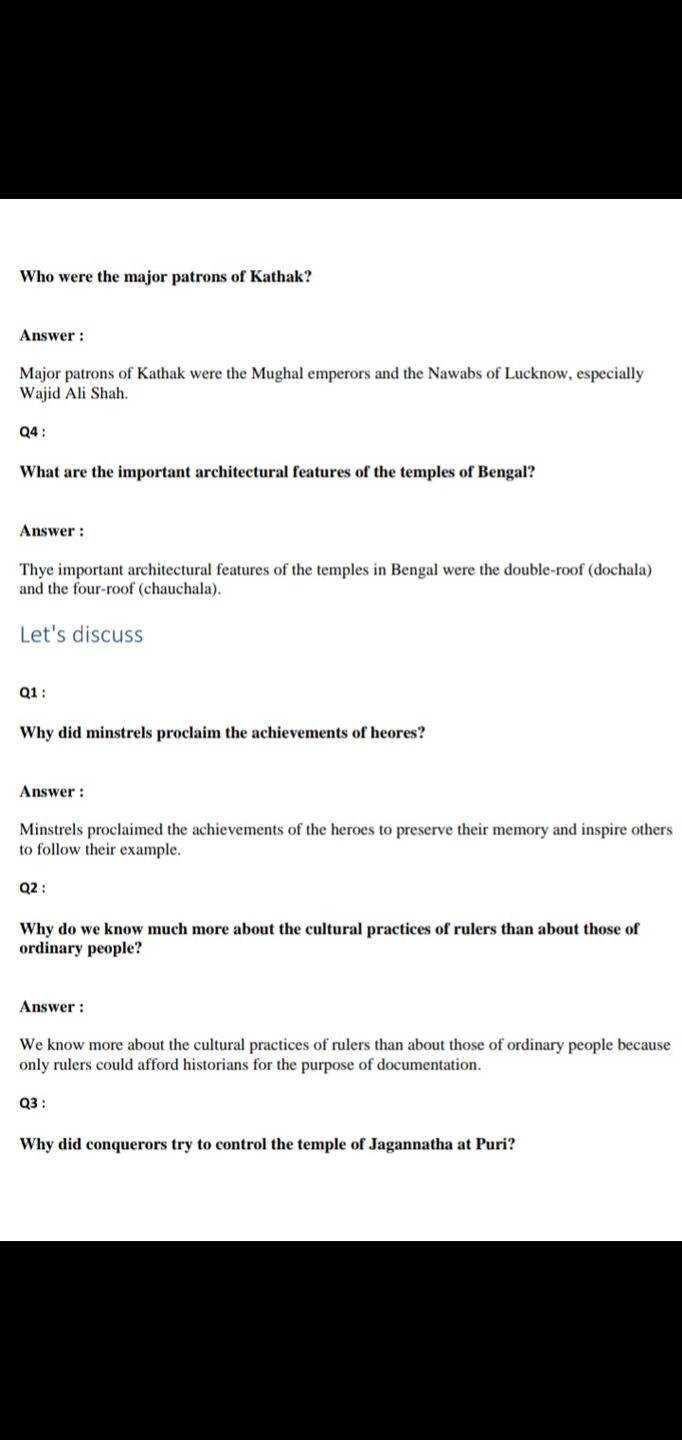 Who were the major patrons of Kathak?
Answer :
Major patrons of Kathak were the Mughal emperors and the Nawabs of Lucknow, especially
Wajid Ali Shah.
Q4 :
What are the important architectural features of the temples of Bengal?
Answer :
Thye important architectural features of the temples in Bengal were the double-roof (dochala)
and the four-roof (chauchala).
Let's discuss
Q1 :
Why did minstrels proclaim the achievements of heores?
Answer :
Minstrels proclaimed the achievements of the heroes to preserve their memory and inspire others
to follow their example.
Q2 :
Why do we know much more about the cultural practices of rulers than about those of
ordinary people?
Answer :
We know more about the cultural practices of rulers than about those of ordinary people because
only rulers could afford historians for the purpose of documentation.
Q3 :
Why did conquerors try to control the temple of Jagannatha at Puri?